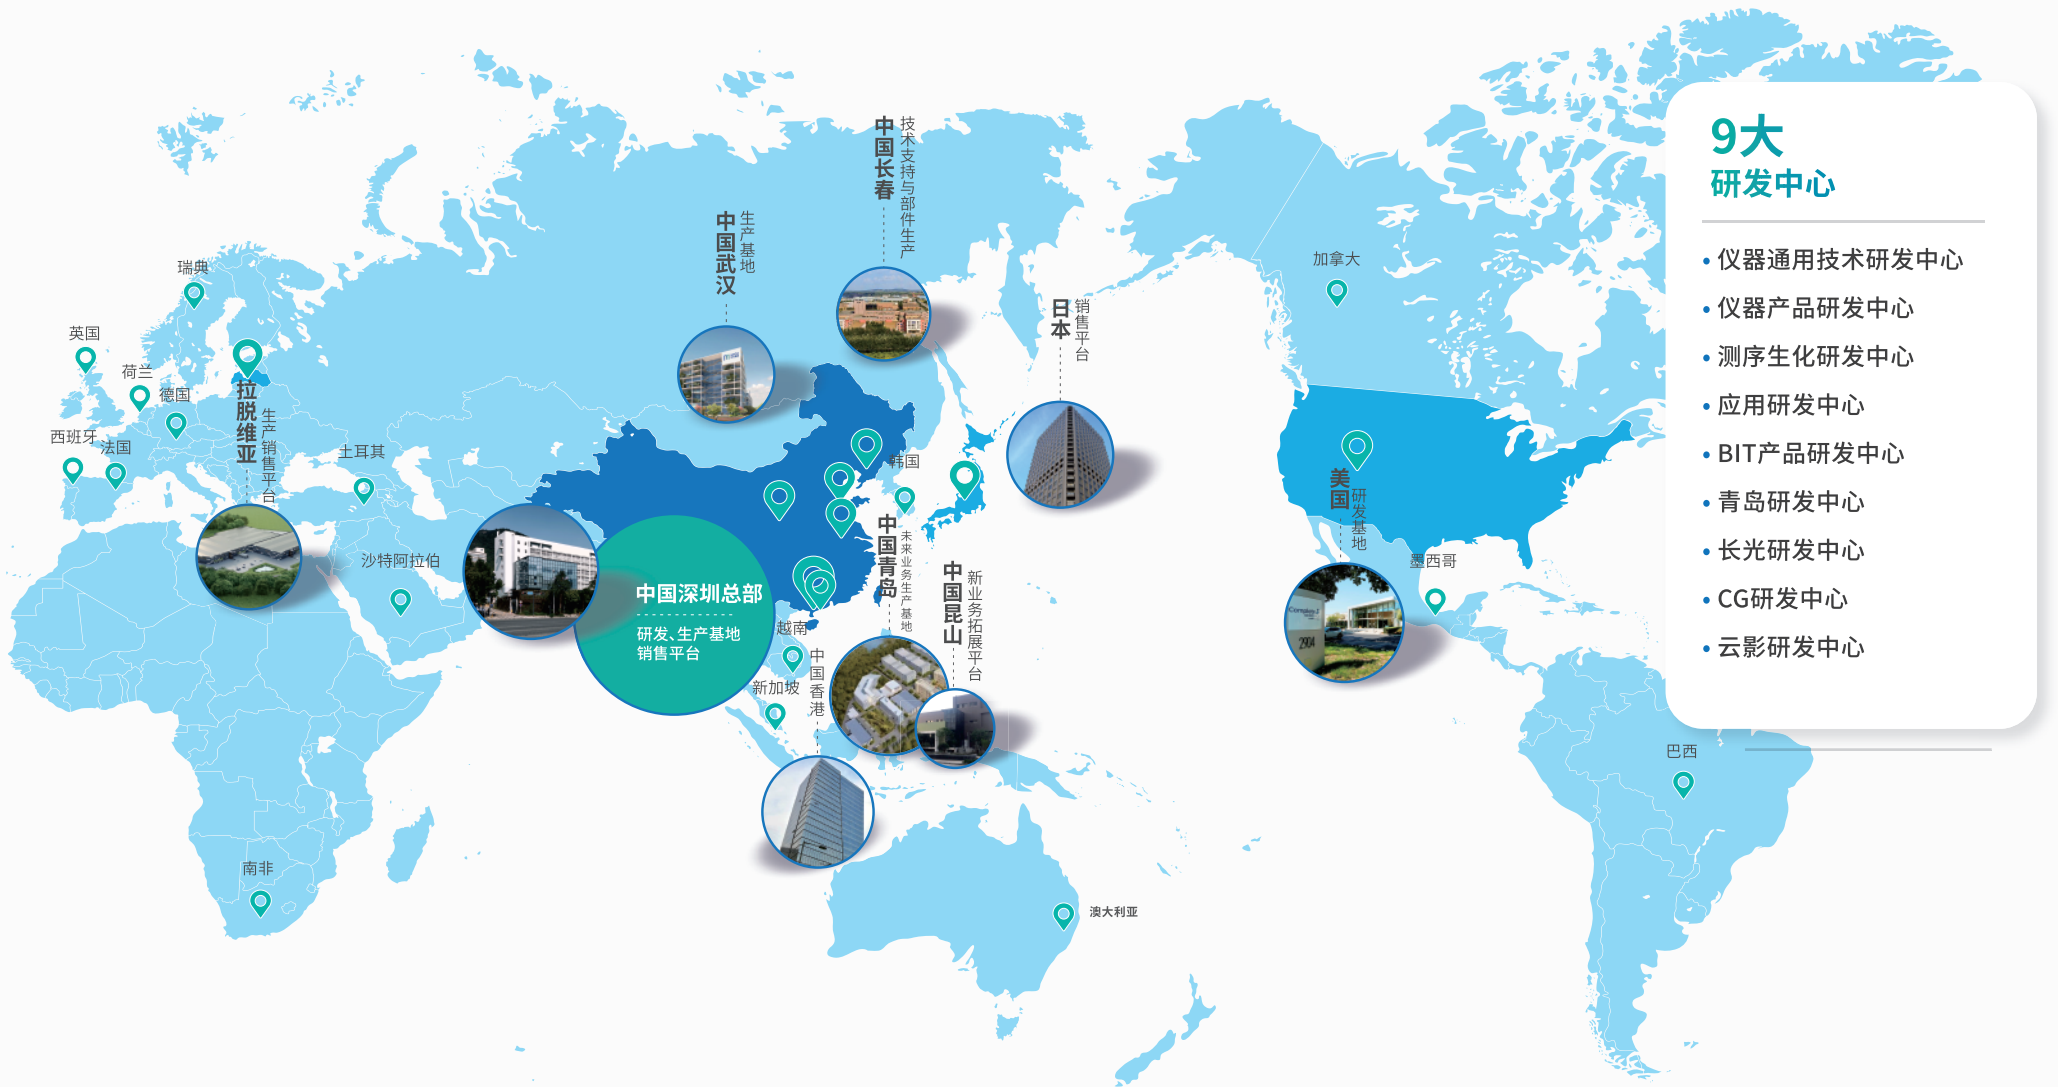 中国长春
技术支持与部件生产
中国武汉
生产基地
瑞典
加拿大
日本
销售平台
英国
荷兰
德国
拉脱维亚
生产销售平台
西班牙
法国
土耳其
韩国
美国
研发基地
中国青岛
未来业务生产基地
中国昆山
新业务拓展平台
沙特阿拉伯
墨西哥
中国深圳总部
研发、生产基地
销售平台
越南
中国香港
新加坡
2904
巴西
南非
澳大利亚
9大
研发中心
• 仪器通用技术研发中心
• 仪器产品研发中心
• 测序生化研发中心
• 应用研发中心
• BIT产品研发中心
• 青岛研发中心
• 长光研发中心
• CG研发中心
• 云影研发中心